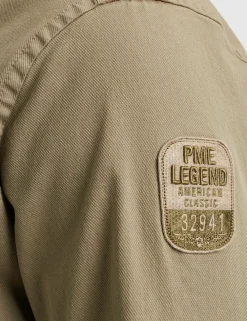 PME
LEGEND
AMERICAN
CLASSIC
32941